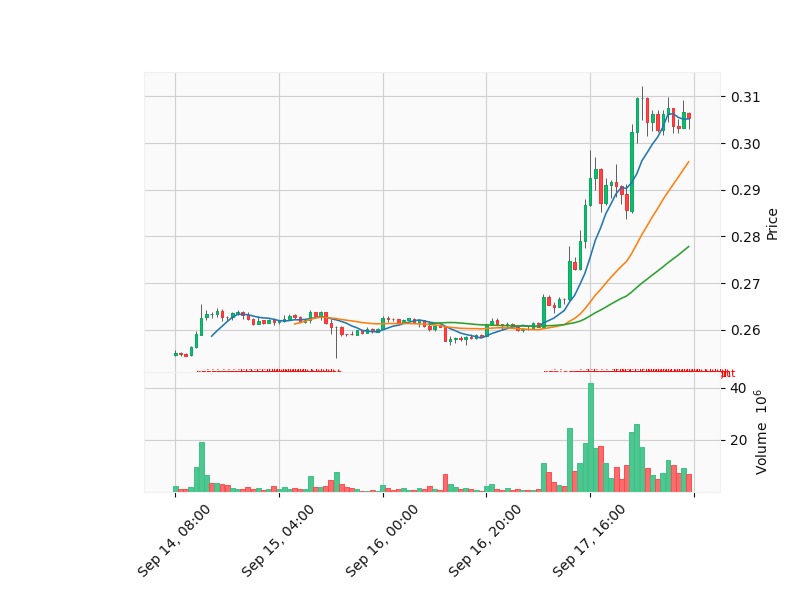 0.31
0.30
0.29
0.28
0.27
0.26
Price
40
20
Volume 10⁶
Sep 14, 08:00
Sep 15, 04:00
Sep 16, 00:00
Sep 16, 20:00
Sep 17, 16:00